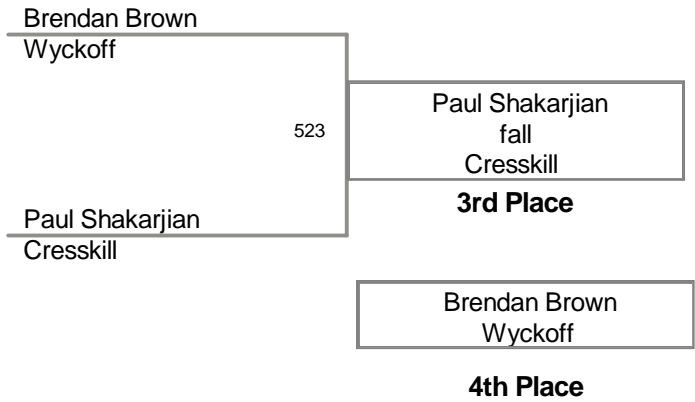 Brendan Brown
Wyckoff
523
Paul Shakarjian
fall
Cresskill
3rd Place
Paul Shakarjian
Cresskill
Brendan Brown
Wyckoff
4th Place